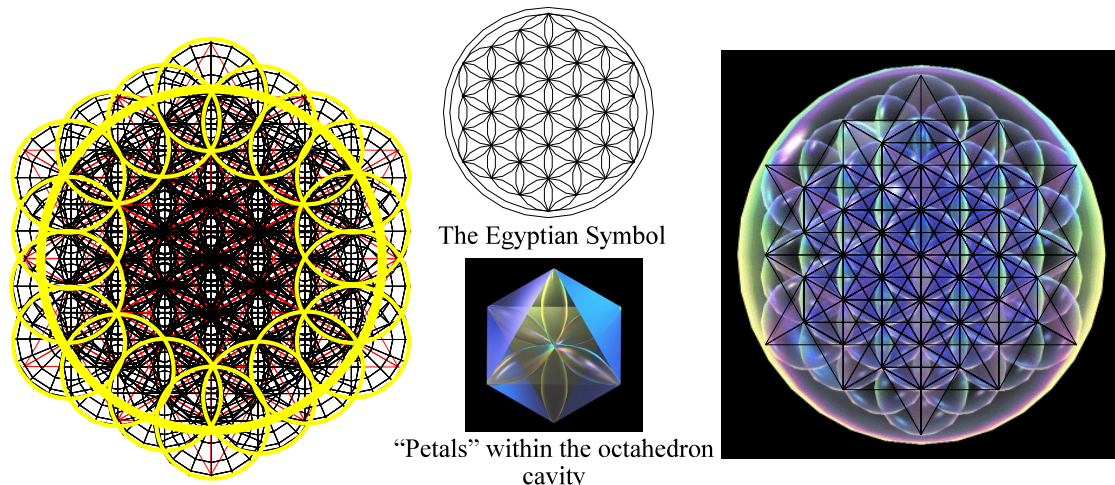 The Egyptian Symbol
“Petals” within the octahedron
cavity